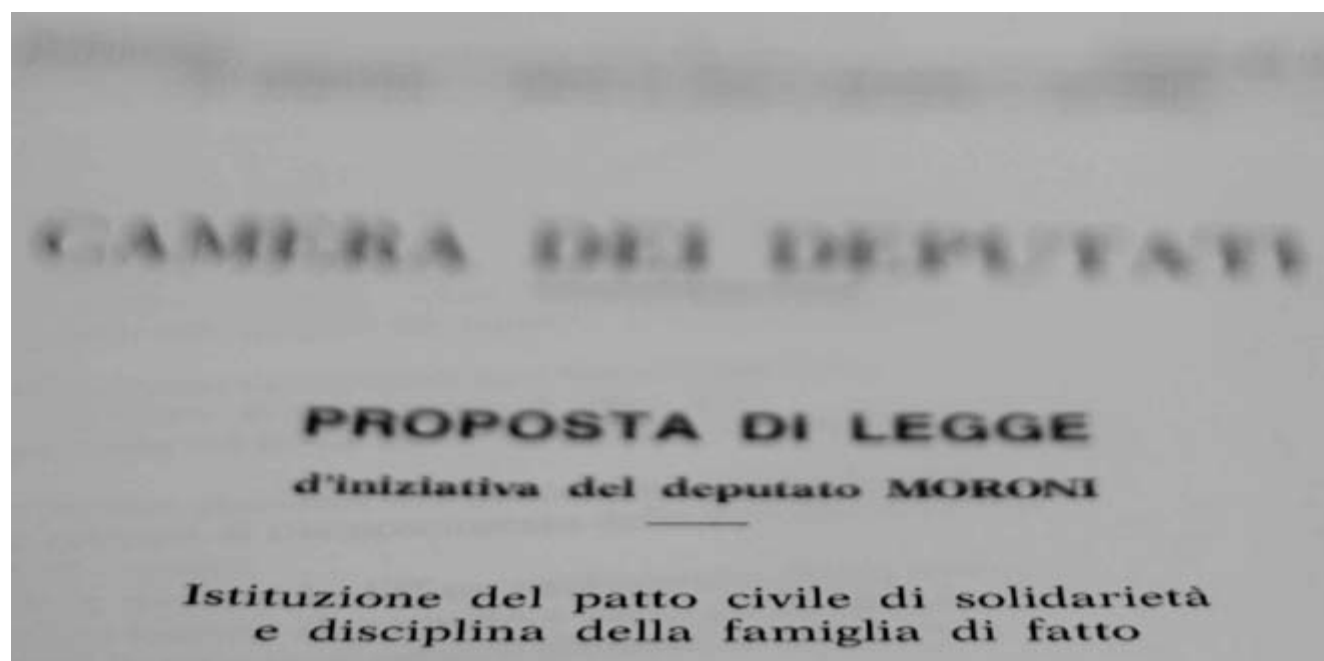 CAMERA DEI DEPUTATI
PROPOSTA DI LEGGE
d'iniziativa del deputato MORONI
Istituzione del patto civile di solidarietà
e disciplina della famiglia di fatto